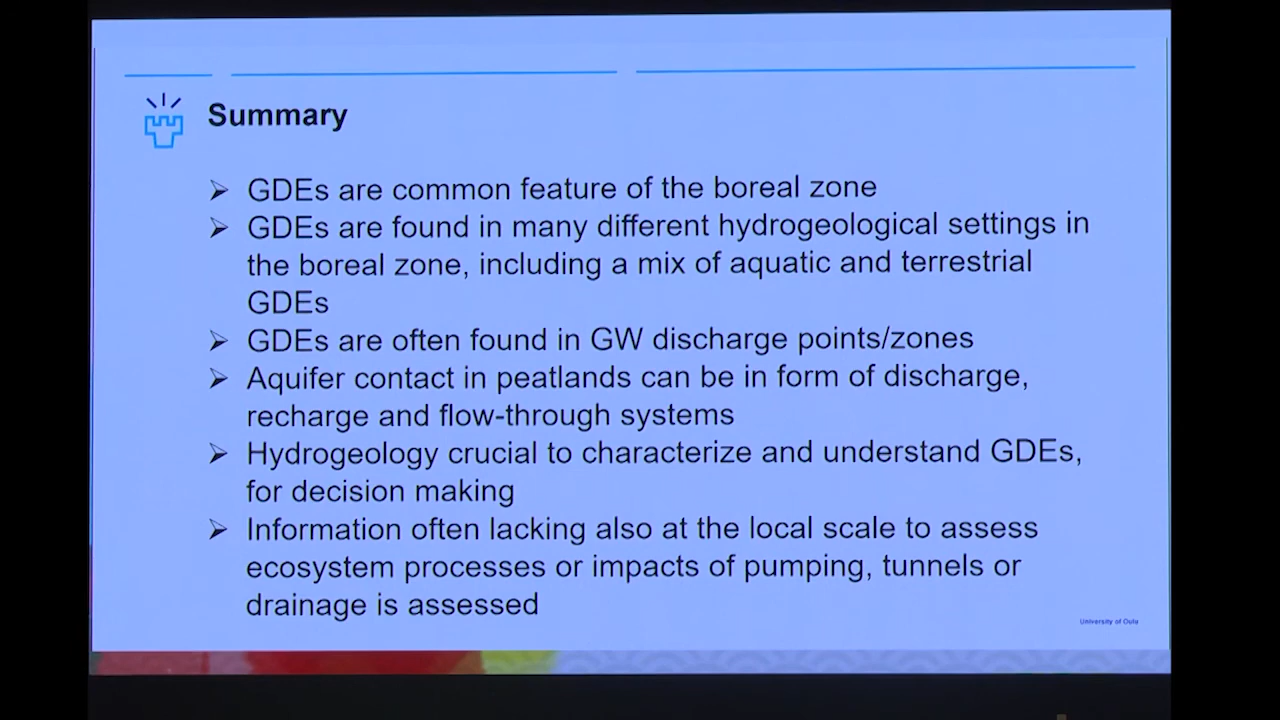 Summary
➢ GDEs are common feature of the boreal zone
➢ GDEs are found in many different hydrogeological settings in
the boreal zone, including a mix of aquatic and terrestrial
GDEs
➢ GDEs are often found in GW discharge points/zones
➢ Aquifer contact in peatlands can be in form of discharge,
recharge and flow-through systems
➢ Hydrogeology crucial to characterize and understand GDEs,
for decision making
➢ Information often lacking also at the local scale to assess
ecosystem processes or impacts of pumping, tunnels or
drainage is assessed
University of Oulu